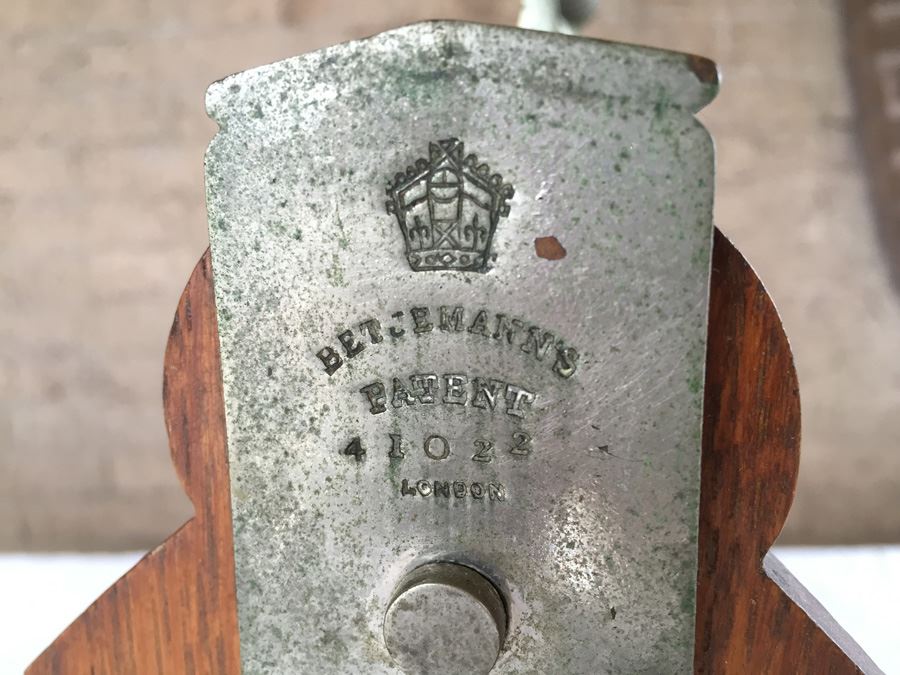 BETJEMANN'S
PATENT
41022
LONDON